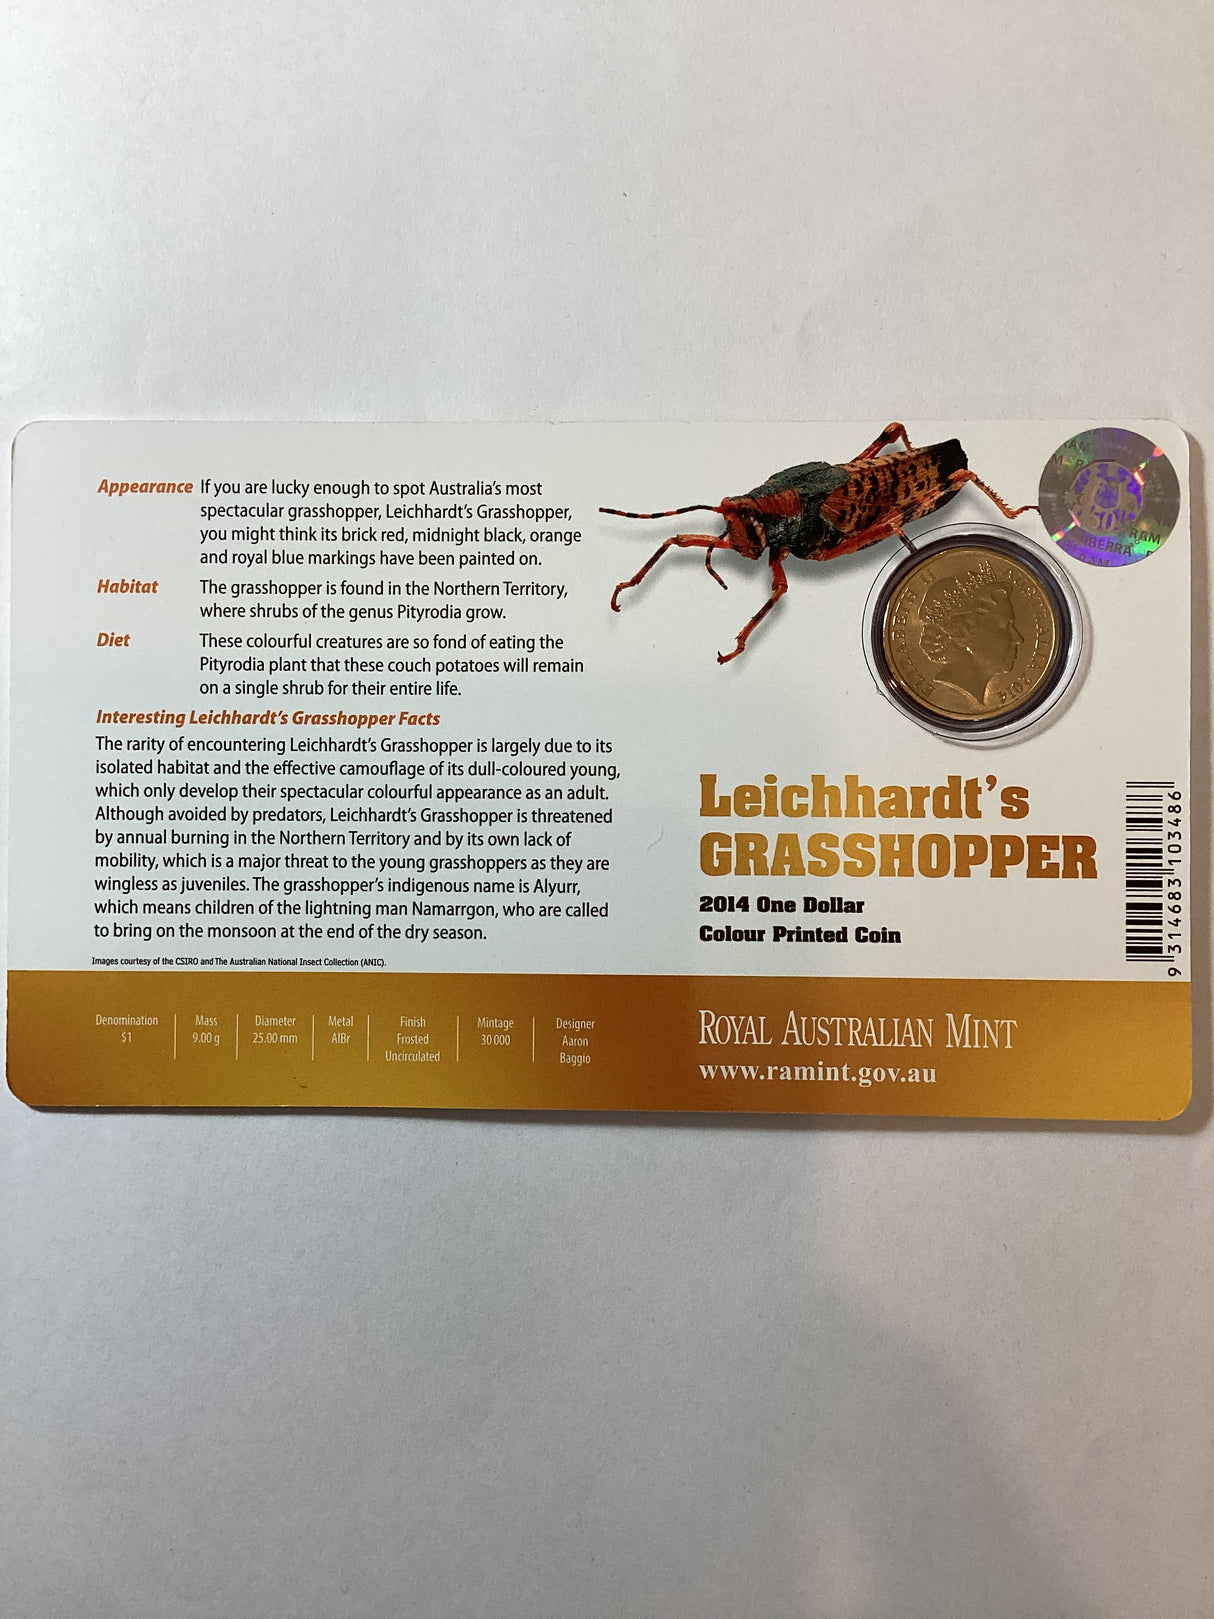 Appearance If you are lucky enough to spot Australia's most
spectacular grasshopper, Leichhardt's Grasshopper,
you might think its brick red, midnight black, orange
and royal blue markings have been painted on.
Habitat The grasshopper is found in the Northern Territory,
where shrubs of the genus Pityrodia grow.
Diet These colourful creatures are so fond of eating the
Pityrodia plant that these couch potatoes will remain
on a single shrub for their entire life.
Interesting Leichhardt's Grasshopper Facts
The rarity of encountering Leichhardt's Grasshopper is largely due to its
isolated habitat and the effective camouflage of its dull-coloured young,
which only develop their spectacular colourful appearance as an adult.
Although avoided by predators, Leichhardt's Grasshopper is threatened
by annual burning in the Northern Territory and by its own lack of
mobility, which is a major threat to the young grasshoppers as they are
wingless as juveniles. The grasshopper's indigenous name is Alyurr,
which means children of the lightning man Namarrgon, who are called
to bring on the monsoon at the end of the dry season.
Images courtesy of the CSIRO and The Australian National Insect Collection (ANIC).
Denomination
$1
Mass
9.00 g
Diameter
25.00 mm
Metal
AlBr
Finish
Frosted
Uncirculated
Mintage
30 000
Designer
Aaron
Baggio
ELIZABETH II AUSTRALIA 2014
RAM
Leichhardt's
GRASSHOPPER
2014 One Dollar
Colour Printed Coin
9 314683 103486
ROYAL AUSTRALIAN MINT
www.ramint.gov.au